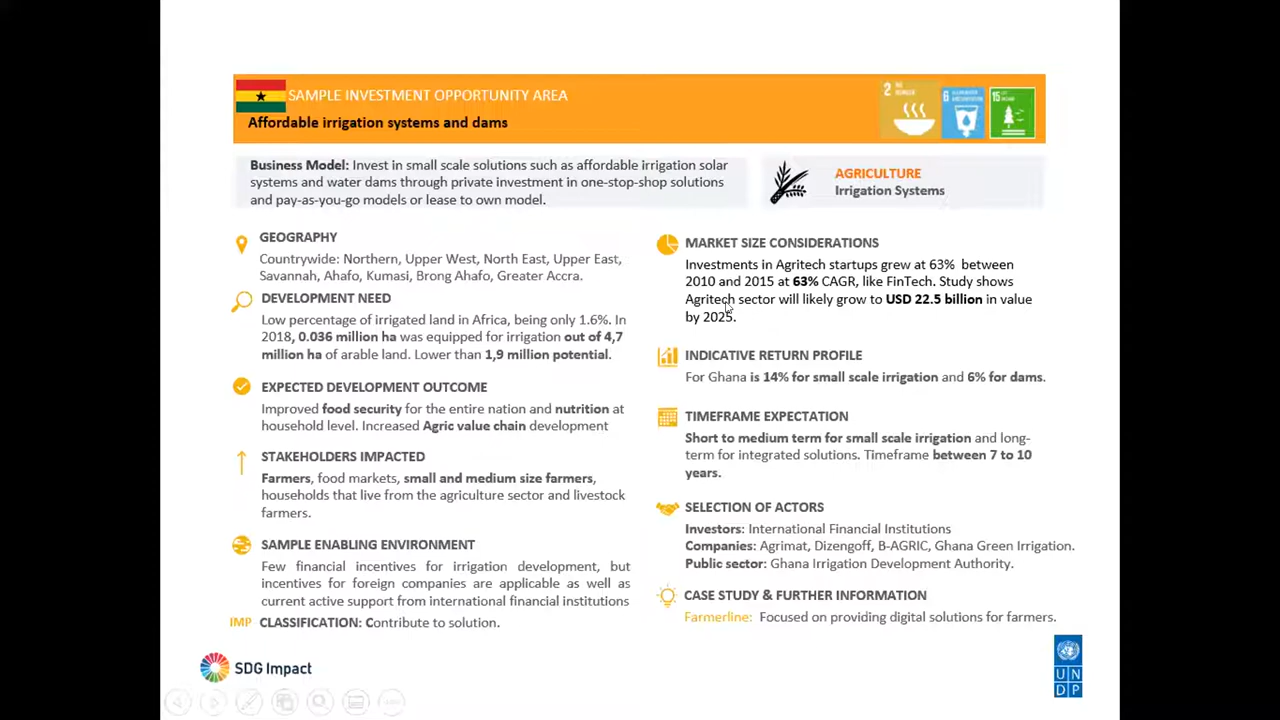 SAMPLE INVESTMENT OPPORTUNITY AREA
Affordable irrigation systems and dams
2
6
15
Business Model: Invest in small scale solutions such as affordable irrigation solar
systems and water dams through private investment in one-stop-shop solutions
and pay-as-you-go models or lease to own model.
AGRICULTURE
Irrigation Systems
GEOGRAPHY
Countrywide: Northern, Upper West, North East, Upper East,
Savannah, Ahafo, Kumasi, Brong Ahafo, Greater Accra.
DEVELOPMENT NEED
Low percentage of irrigated land in Africa, being only 1.6%. In
2018, 0.036 million ha was equipped for irrigation out of 4,7
million ha of arable land. Lower than 1,9 million potential.
EXPECTED DEVELOPMENT OUTCOME
Improved food security for the entire nation and nutrition at
household level. Increased Agric value chain development
STAKEHOLDERS IMPACTED
Farmers, food markets, small and medium size farmers,
households that live from the agriculture sector and livestock
farmers.
SAMPLE ENABLING ENVIRONMENT
Few financial incentives for irrigation development, but
incentives for foreign companies are applicable as well as
current active support from international financial institutions
IMP CLASSIFICATION: Contribute to solution.
MARKET SIZE CONSIDERATIONS
Investments in Agritech startups grew at 63% between
2010 and 2015 at 63% CAGR, like FinTech. Study shows
Agritech sector will likely grow to USD 22.5 billion in value
by 2025.
INDICATIVE RETURN PROFILE
For Ghana is 14% for small scale irrigation and 6% for dams.
TIMEFRAME EXPECTATION
Short to medium term for small scale irrigation and long-
term for integrated solutions. Timeframe between 7 to 10
years.
SELECTION OF ACTORS
Investors: International Financial Institutions
Companies: Agrimat, Dizengoff, B-AGRIC, Ghana Green Irrigation.
Public sector: Ghana Irrigation Development Authority.
CASE STUDY & FURTHER INFORMATION
Farmerline: Focused on providing digital solutions for farmers.
SDG Impact
U N
D P